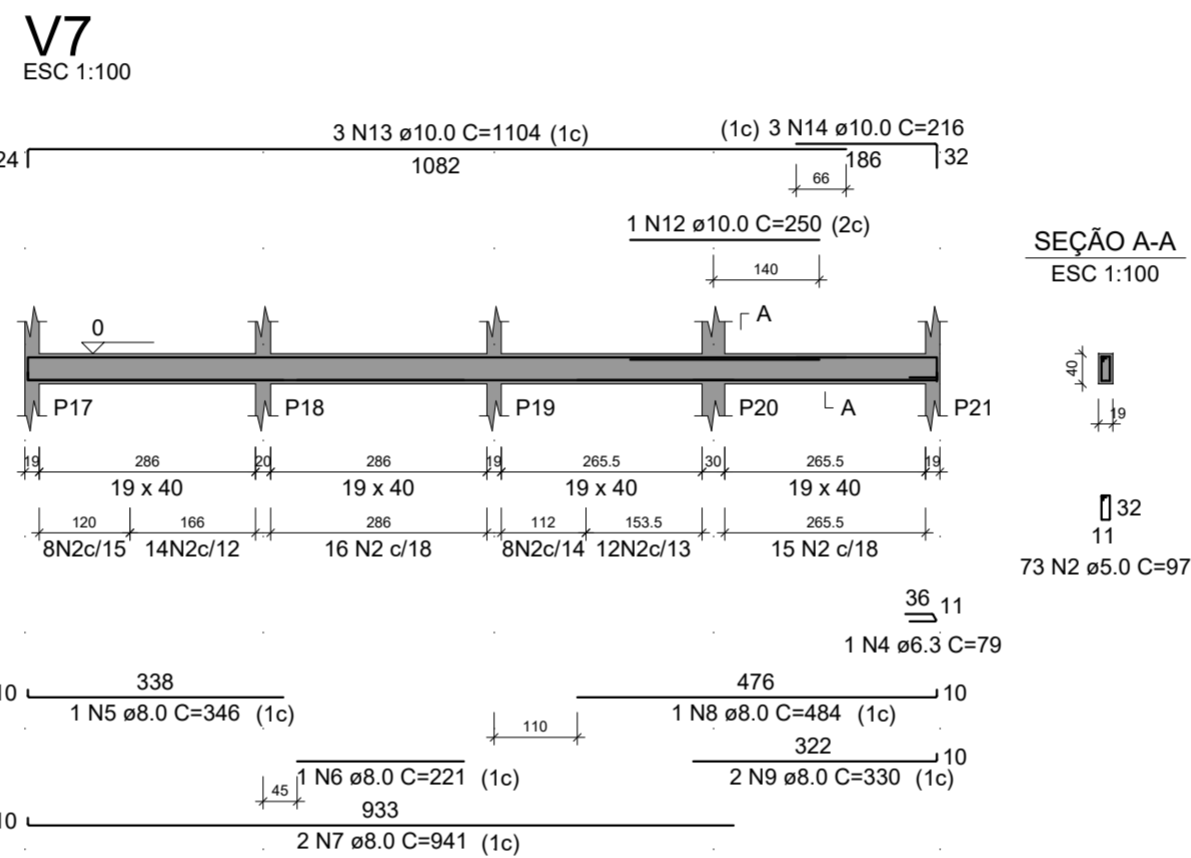 V7
ESC 1:100
3 N13 ø10.0 C=1104 (1c)
(1c) 3 N14 ø10.0 C=216
24
1082
186
32
66
1 N12 ø10.0 C=250 (2c)
140
SEÇÃO A-A
ESC 1:100
0
A
40
P17
P18
P19
P20
A
P21
19
19
286
20
286
19
265.5
30
265.5
19
19 x 40
19 x 40
19 x 40
19 x 40
120
166
286
112
153.5
265.5
8N2c/15
14N2c/12
16 N2 c/18
8N2c/14
12N2c/13
15 N2 c/18
32
11
73 N2 ø5.0 C=97
36
11
1 N4 ø6.3 C=79
338
476
10
10
1 N5 ø8.0 C=346 (1c)
1 N8 ø8.0 C=484 (1c)
110
322
10
1 N6 ø8.0 C=221 (1c)
2 N9 ø8.0 C=330 (1c)
45
933
10
2 N7 ø8.0 C=941 (1c)